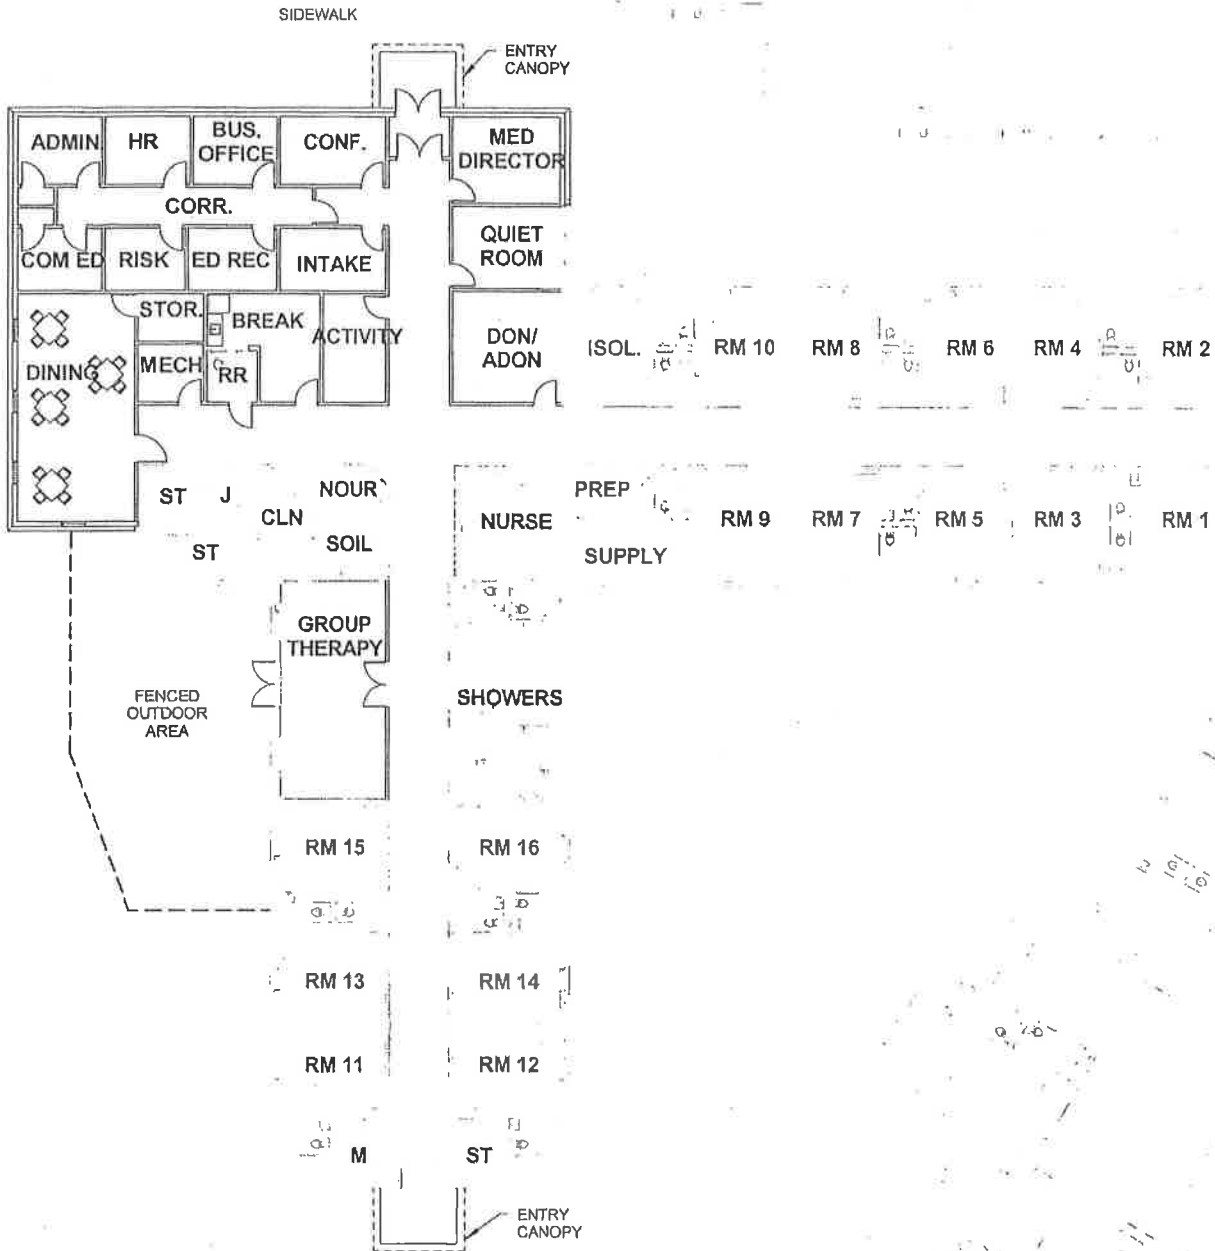 SIDEWALK
ENTRY
CANOPY
ADMIN.
HR
BUS.
OFFICE
CONF.
MED
DIRECTOR
CORR.
QUIET
ROOM
COM ED
RISK
ED REC
INTAKE
STOR.
BREAK
ACTIVITY
DON/
ADON
ISOL.
RM 10
RM 8
RM 6
RM 4
RM 2
DINING
MECH
RR
ST
J
NOUR
CLN
NURSE
PREP
RM 9
RM 7
RM 5
RM 3
RM 1
ST
SOIL
SUPPLY
GROUP
THERAPY
FENCED
OUTDOOR
AREA
SHOWERS
RM 15
RM 16
RM 13
RM 14
RM 11
RM 12
M
ST
ENTRY
CANOPY